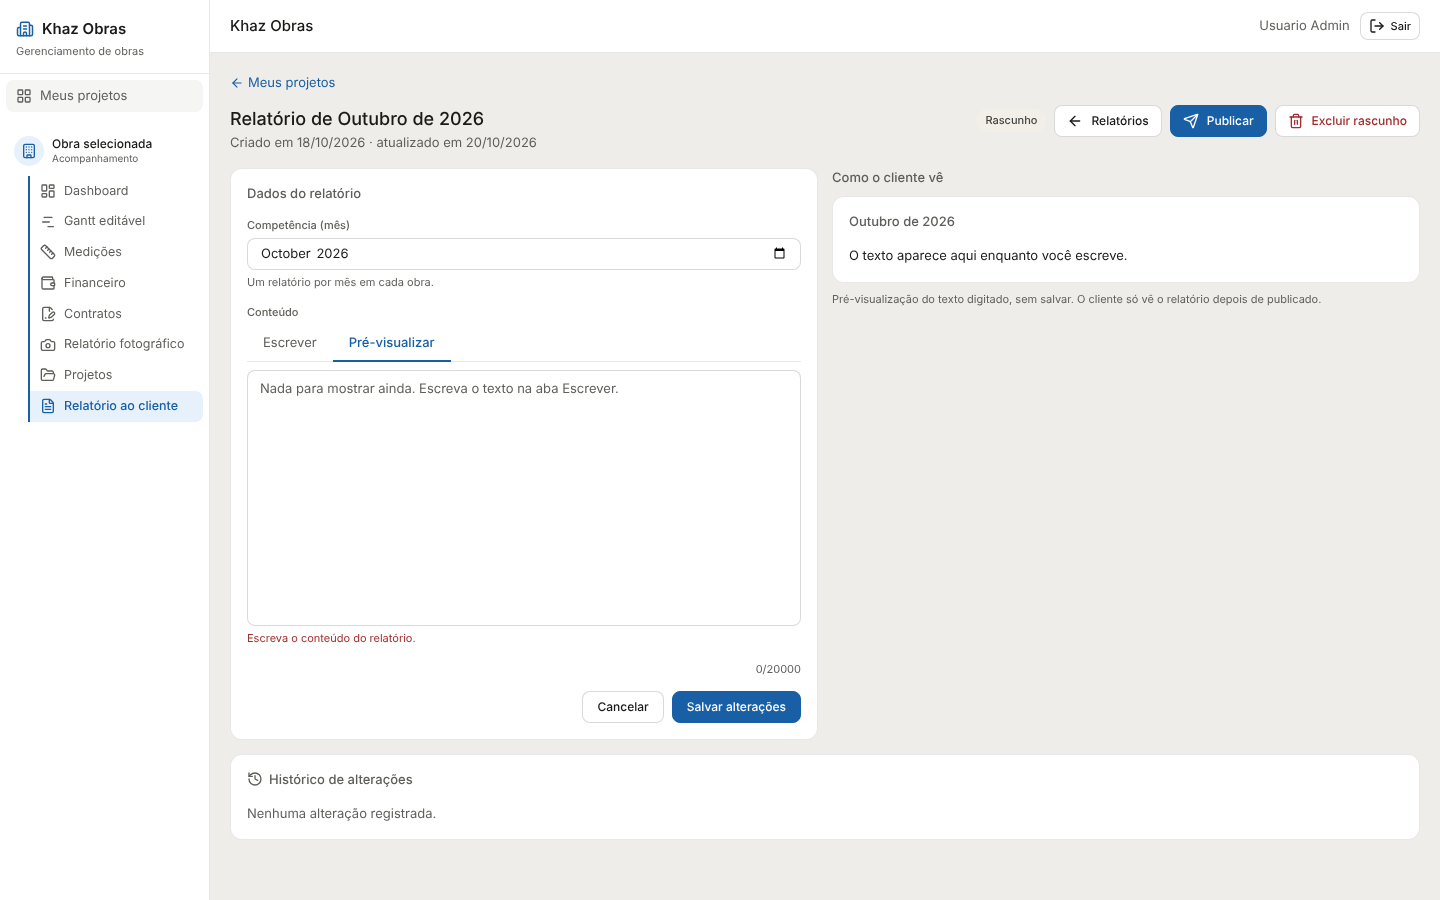 Khaz Obras
Gerenciamento de obras
Meus projetos
Obra selecionada
Acompanhamento
Dashboard
Gantt editável
Medições
Financeiro
Contratos
Relatório fotográfico
Projetos
Relatório ao cliente
Khaz Obras
Usuario Admin
Sair
Meus projetos
Relatório de Outubro de 2026
Criado em 18/10/2026 · atualizado em 20/10/2026
Rascunho
Relatórios
Publicar
Excluir rascunho
Dados do relatório
Competência (mês)
October 2026
Um relatório por mês em cada obra.
Conteúdo
Escrever
Pré-visualizar
Nada para mostrar ainda. Escreva o texto na aba Escrever.
Escreva o conteúdo do relatório.
0/20000
Cancelar
Salvar alterações
Como o cliente vê
Outubro de 2026
O texto aparece aqui enquanto você escreve.
Pré-visualização do texto digitado, sem salvar. O cliente só vê o relatório depois de publicado.
Histórico de alterações
Nenhuma alteração registrada.